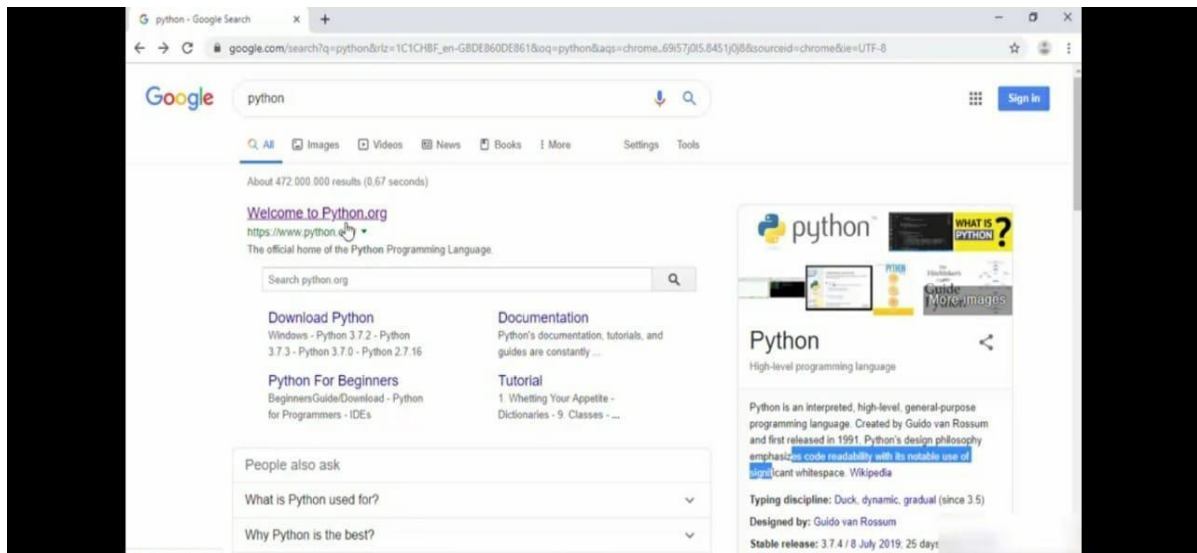 python - Google Search
google.com/search?q=python&rlz=1C1CHBF_en-GBDE860DE861&oq=python&aqs=chrome..69i57j0l5.8451j0j8&sourceid=chrome&ie=UTF-8
Google
python
Sign in
All Images Videos News Books More Settings Tools
About 472.000.000 results (0,67 seconds)
Welcome to Python.org
https://www.python.
The official home of the Python Programming Language.
Search python.org
Download Python
Windows - Python 3.7.2 - Python
3.7.3 - Python 3.7.0 - Python 2.7.16
Documentation
Python's documentation, tutorials, and
guides are constantly ...
Python For Beginners
BeginnersGuide/Download - Python
for Programmers - IDEs
Tutorial
1. Whetting Your Appetite -
Dictionaries - 9. Classes - ...
People also ask
What is Python used for?
Why Python is the best?
python
WHAT IS
PYTHON ?
PYTHON
Guide
More images
Python
High-level programming language
Python is an interpreted, high-level, general-purpose
programming language. Created by Guido van Rossum
and first released in 1991. Python's design philosophy
emphasizes code readability with its notable use of
significant whitespace. Wikipedia
Typing discipline: Duck, dynamic, gradual (since 3.5)
Designed by: Guido van Rossum
Stable release: 3.7.4 / 8 July 2019; 25 days